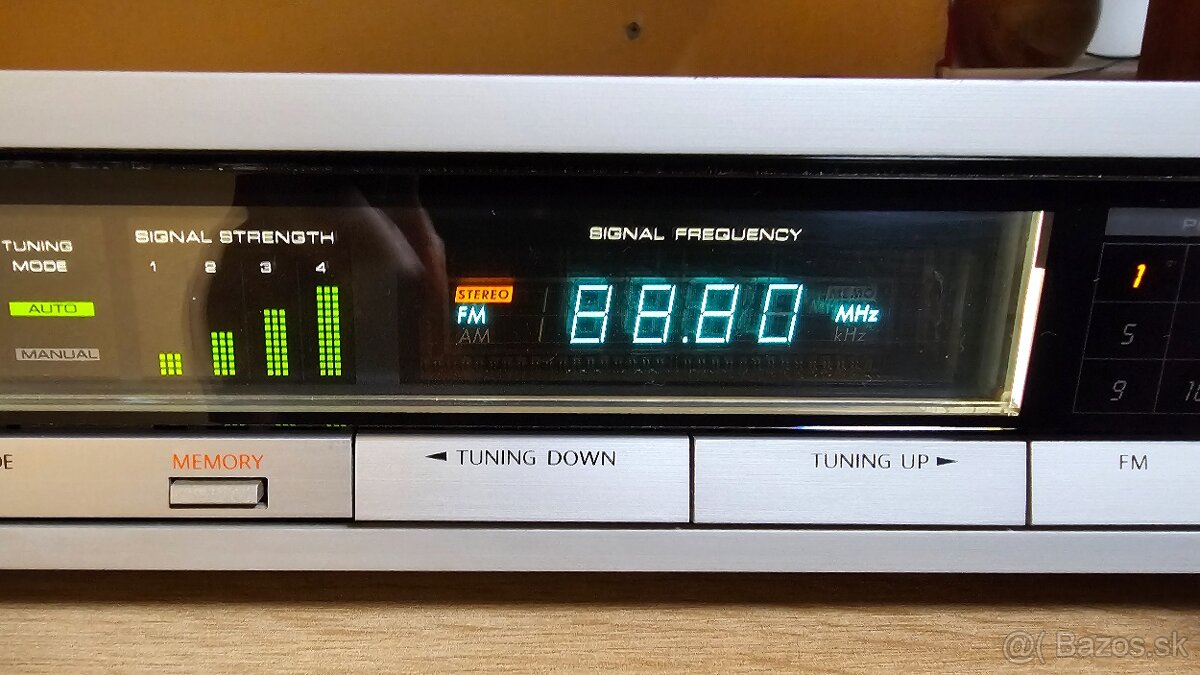 TUNING
MODE
SIGNAL STRENGTH
1 2 3 4
AUTO
MANUAL
SIGNAL FREQUENCY
STEREO
FM
AM
88.80
MHz
kHz
1
5
9
MEMORY
◄ TUNING DOWN
TUNING UP ►
FM
@( Bazos.sk